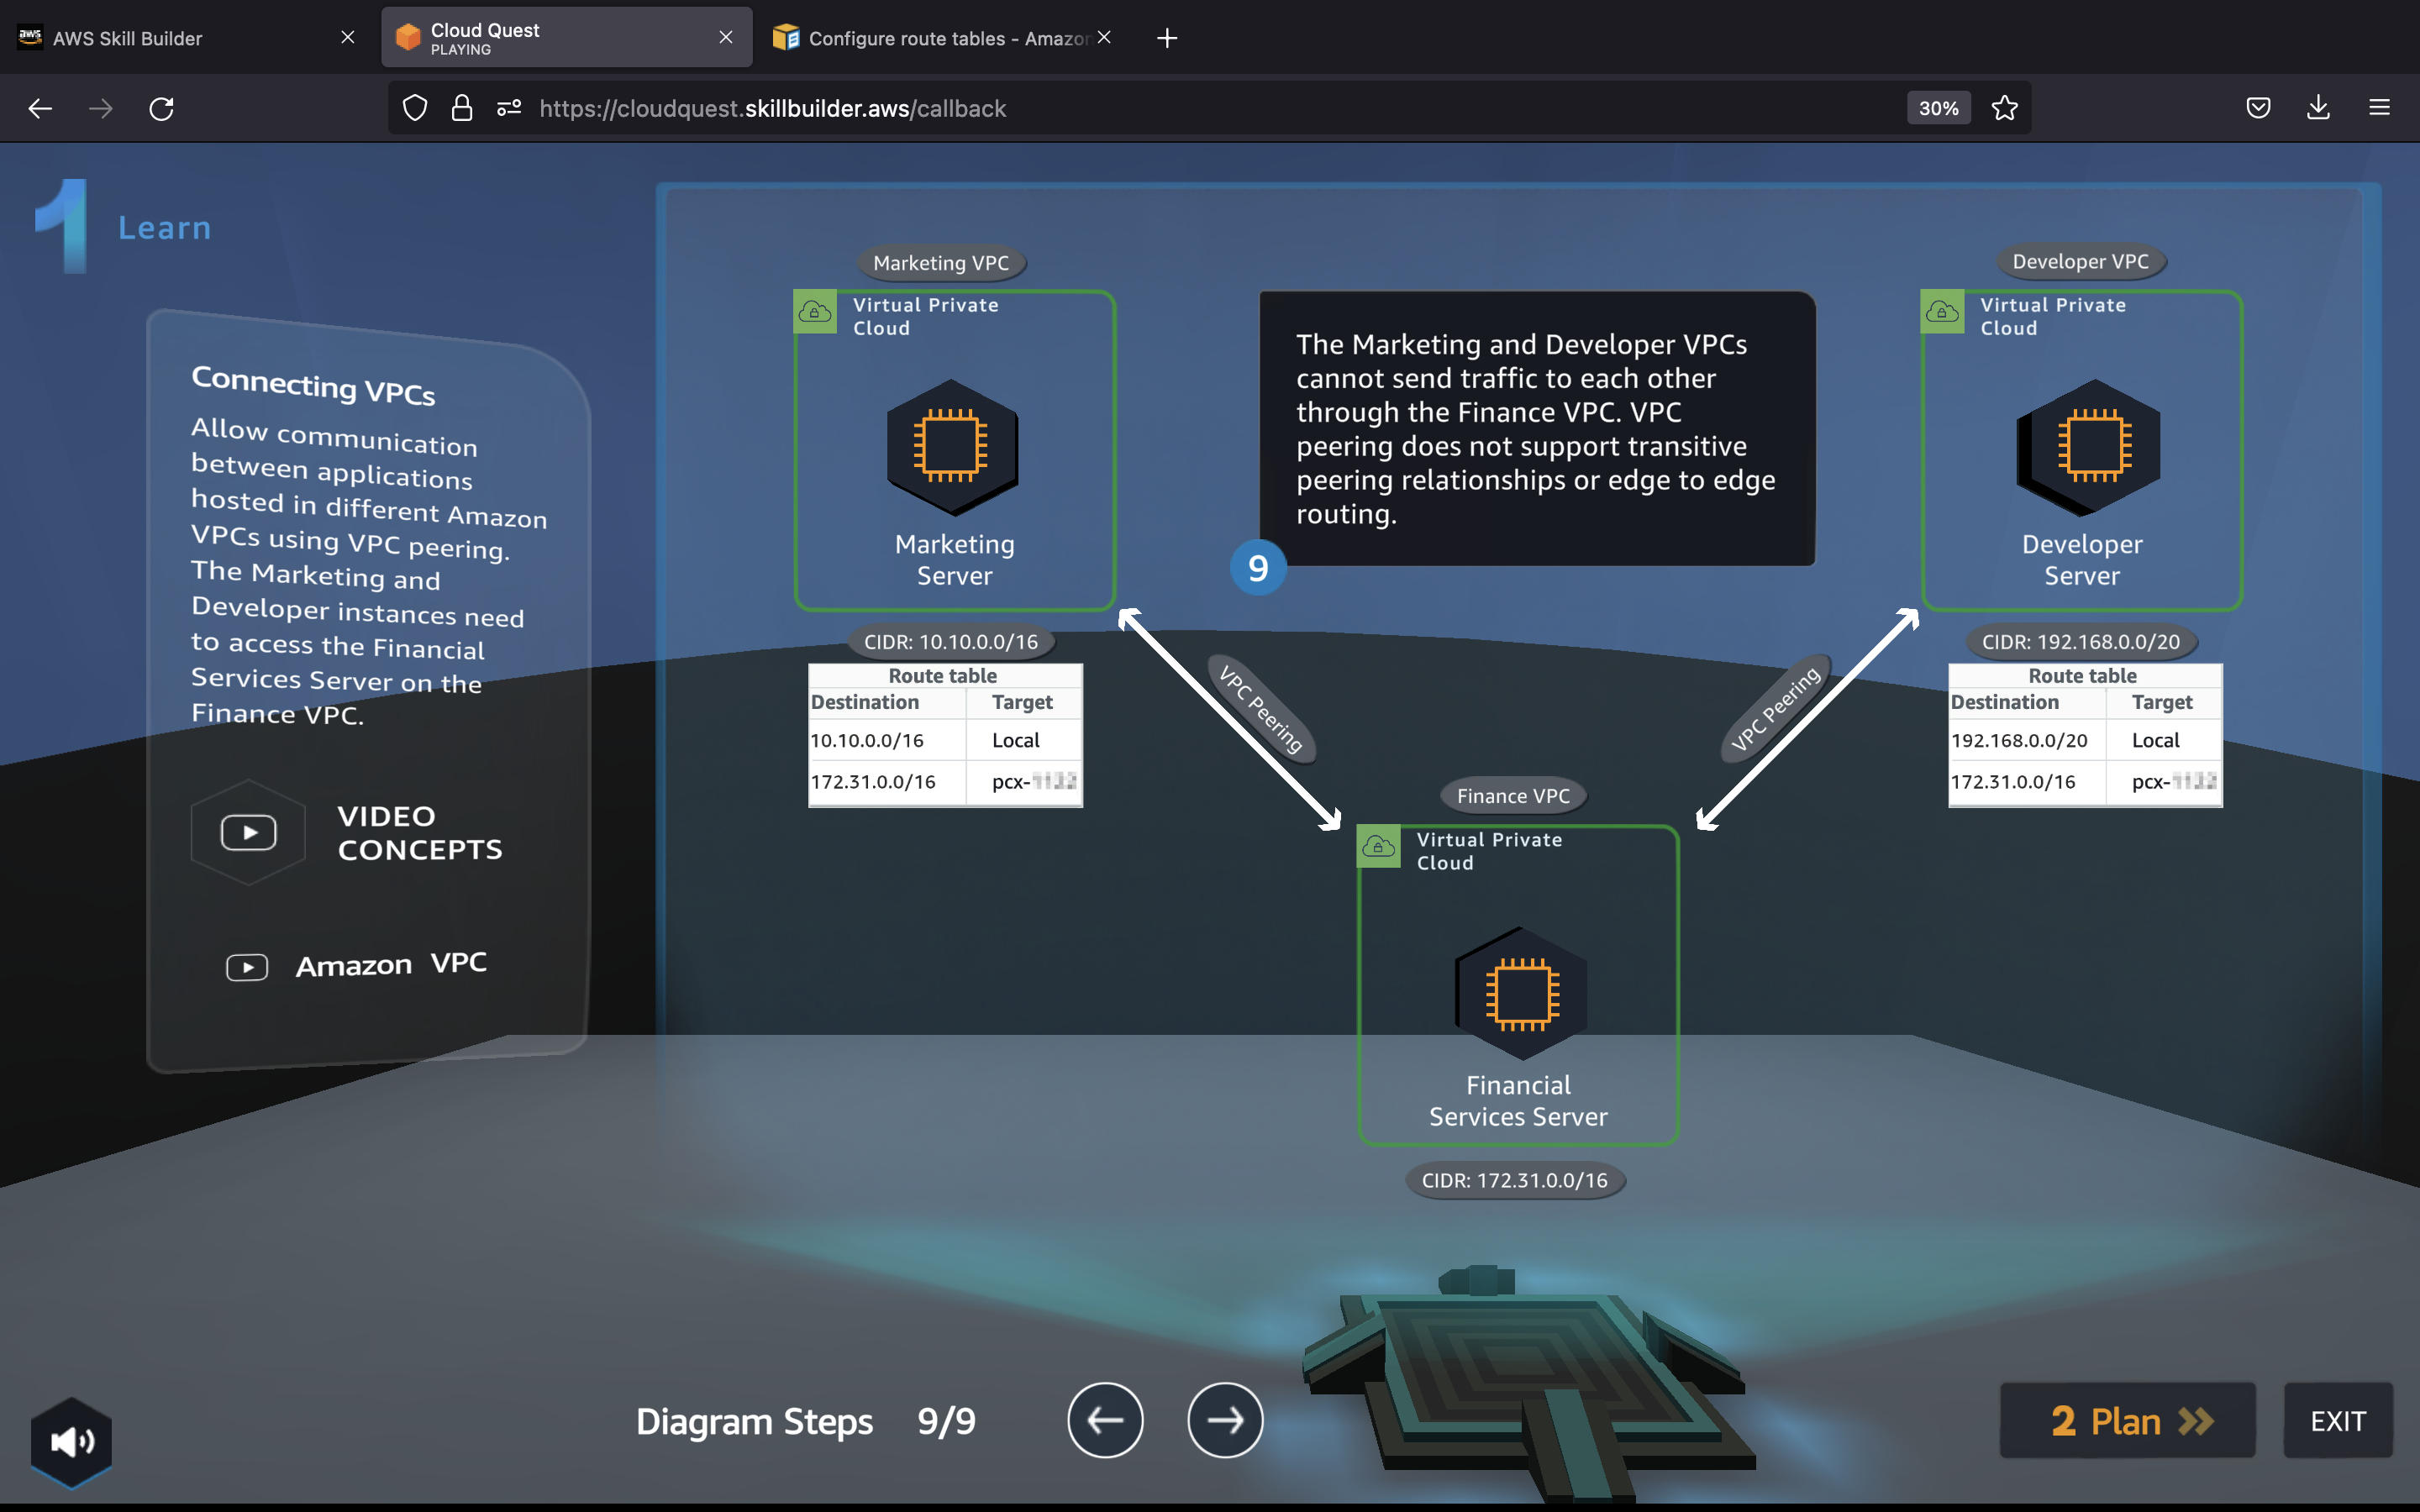 AWS Skill Builder
Cloud Quest
PLAYING
Configure route tables - Amazon
https://cloudquest.skillbuilder.aws/callback
30%
1 Learn
Connecting VPCs
Allow communication
between applications
hosted in different Amazon
VPCs using VPC peering.
The Marketing and
Developer instances need
to access the Financial
Services Server on the
Finance VPC.
VIDEO
CONCEPTS
Amazon VPC
Marketing VPC
Virtual Private
Cloud
Marketing
Server
CIDR: 10.10.0.0/16
Route table
Destination Target
10.10.0.0/16 Local
172.31.0.0/16 pcx-
The Marketing and Developer VPCs
cannot send traffic to each other
through the Finance VPC. VPC
peering does not support transitive
peering relationships or edge to edge
routing.
9
Developer VPC
Virtual Private
Cloud
Developer
Server
CIDR: 192.168.0.0/20
Route table
Destination Target
192.168.0.0/20 Local
172.31.0.0/16 pcx-
VPC Peering
VPC Peering
Finance VPC
Virtual Private
Cloud
Financial
Services Server
CIDR: 172.31.0.0/16
Diagram Steps 9/9
2 Plan
EXIT